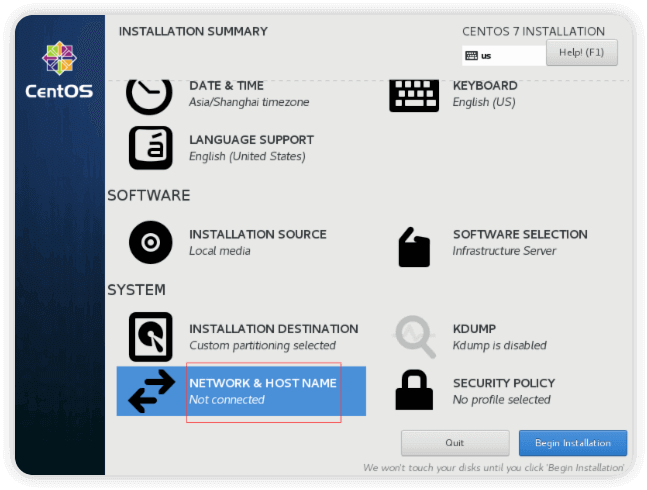 INSTALLATION SUMMARY
CENTOS 7 INSTALLATION
us
Help! (F1)
CentOS
DATE & TIME
Asia/Shanghai timezone
KEYBOARD
English (US)
LANGUAGE SUPPORT
English (United States)
SOFTWARE
INSTALLATION SOURCE
Local media
SOFTWARE SELECTION
Infrastructure Server
SYSTEM
INSTALLATION DESTINATION
Custom partitioning selected
KDUMP
Kdump is disabled
NETWORK & HOST NAME
Not connected
SECURITY POLICY
No profile selected
Quit
Begin Installation
We won't touch your disks until you click 'Begin Installation'.